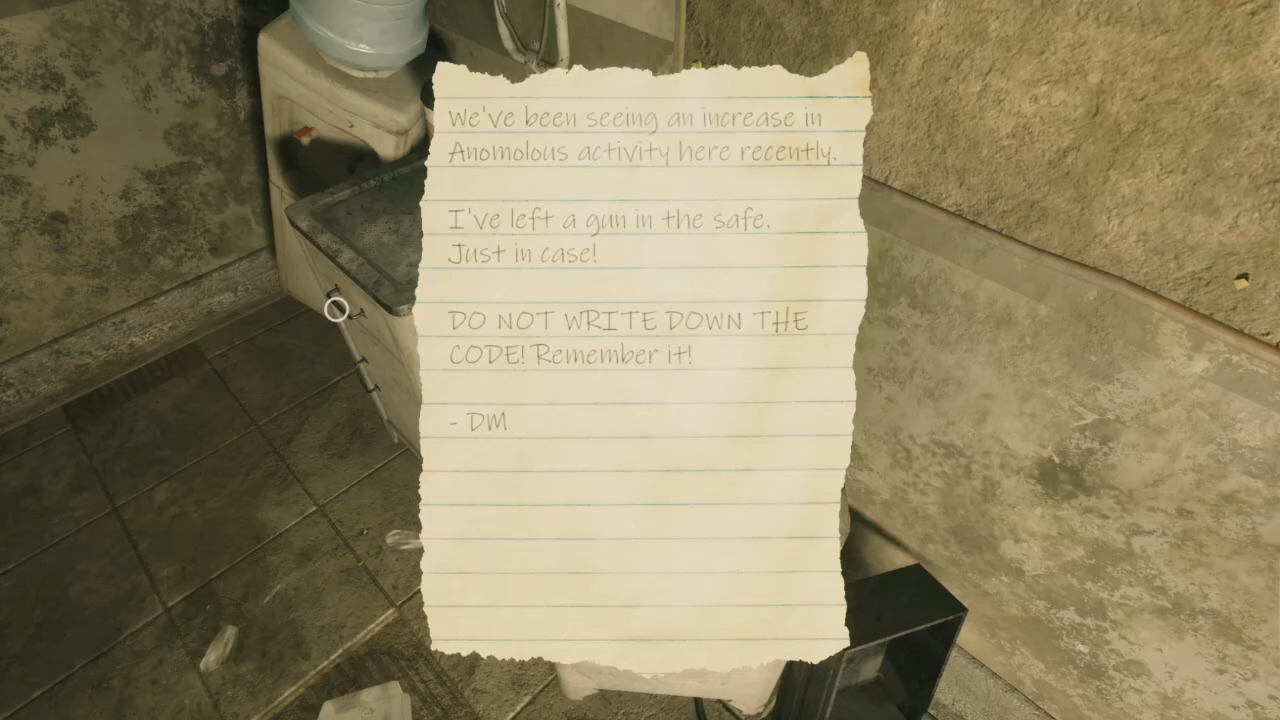 We've been seeing an increase in
Anomolous activity here recently.
I've left a gun in the safe.
Just in case!
DO NOT WRITE DOWN THE
CODE! Remember it!
- DM